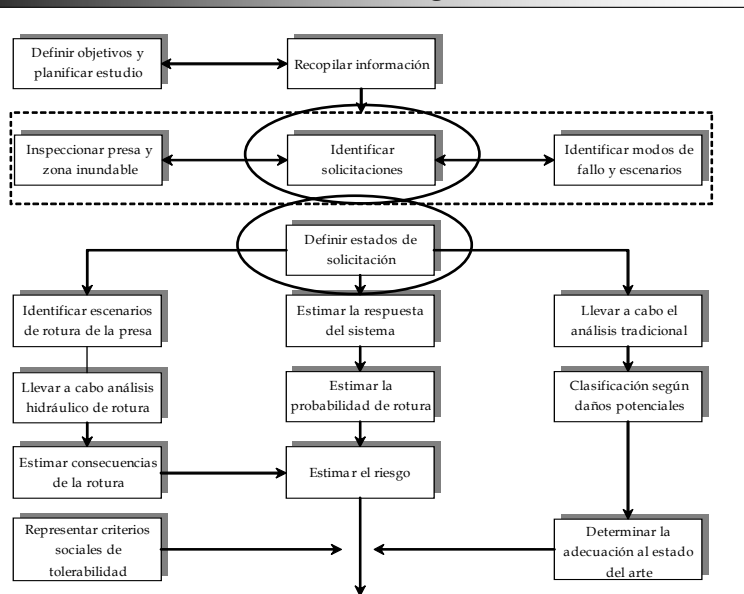 Definir objetivos y
planificar estudio
Recopilar información
Inspeccionar presa y
zona inundable
Identificar
solicitaciones
Identificar modos de
fallo y escenarios
Definir estados de
solicitación
Identificar escenarios
de rotura de la presa
Estimar la respuesta
del sistema
Llevar a cabo el
análisis tradicional
Llevar a cabo análisis
hidráulico de rotura
Estimar la
probabilidad de rotura
Clasificación según
daños potenciales
Estimar consecuencias
de la rotura
Estimar el riesgo
Representar criterios
sociales de
tolerabilidad
Determinar la
adecuación al estado
del arte